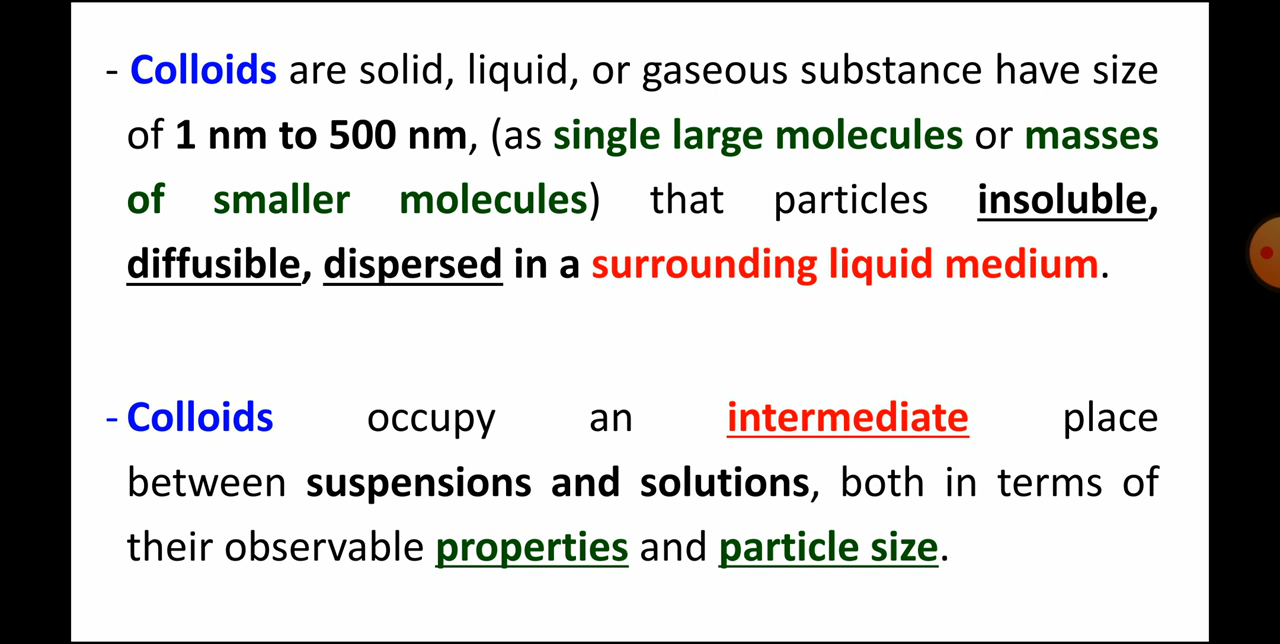 - Colloids are solid, liquid, or gaseous substance have size
of 1 nm to 500 nm, (as single large molecules or masses
of smaller molecules) that particles insoluble,
diffusible, dispersed in a surrounding liquid medium.
- Colloids occupy an intermediate place
between suspensions and solutions, both in terms of
their observable properties and particle size.